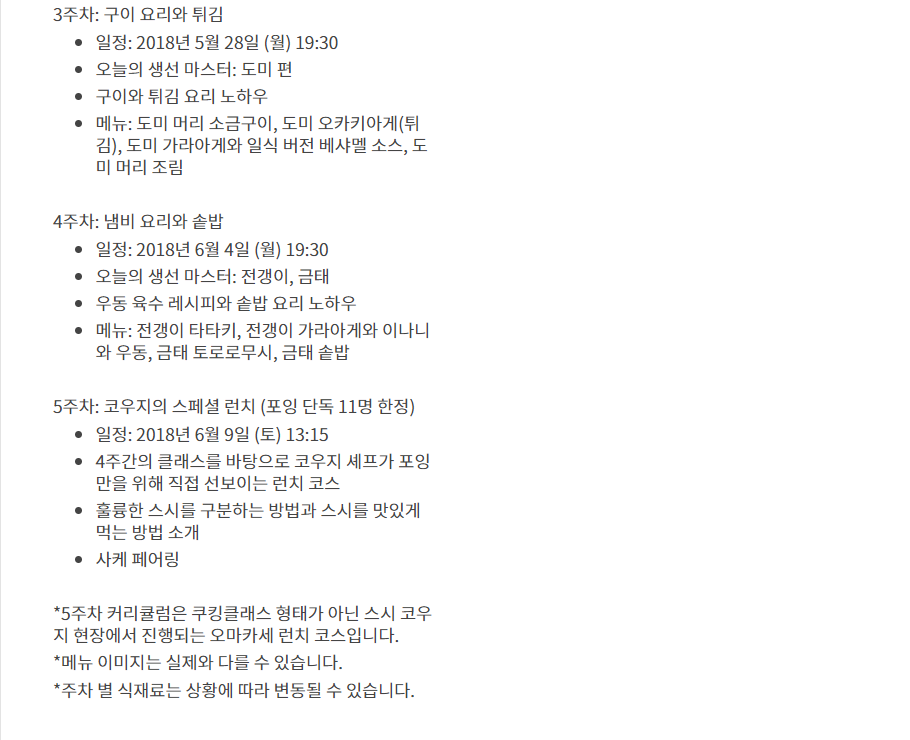 3주차: 구이 요리와 튀김
일정: 2018년 5월 28일 (월) 19:30
오늘의 생선 마스터: 도미 편
구이와 튀김 요리 노하우
메뉴: 도미 머리 소금구이, 도미 오카키아게(튀
김), 도미 가라아게와 일식 버전 베샤멜 소스, 도
미 머리 조림
4주차: 냄비 요리와 솥밥
일정: 2018년 6월 4일 (월) 19:30
오늘의 생선 마스터: 전갱이, 금태
우동 육수 레시피와 솥밥 요리 노하우
메뉴: 전갱이 타타키, 전갱이 가라아게와 이나니
와 우동, 금태 토로로무시, 금태 솥밥
5주차: 코우지의 스페셜 런치 (포잉 단독 11명 한정)
일정: 2018년 6월 9일 (토) 13:15
4주간의 클래스를 바탕으로 코우지 셰프가 포잉
만을 위해 직접 선보이는 런치 코스
훌륭한 스시를 구분하는 방법과 스시를 맛있게
먹는 방법 소개
사케 페어링
*5주차 커리큘럼은 쿠킹클래스 형태가 아닌 스시 코우
지 현장에서 진행되는 오마카세 런치 코스입니다.
*메뉴 이미지는 실제와 다를 수 있습니다.
*주차 별 식재료는 상황에 따라 변동될 수 있습니다.